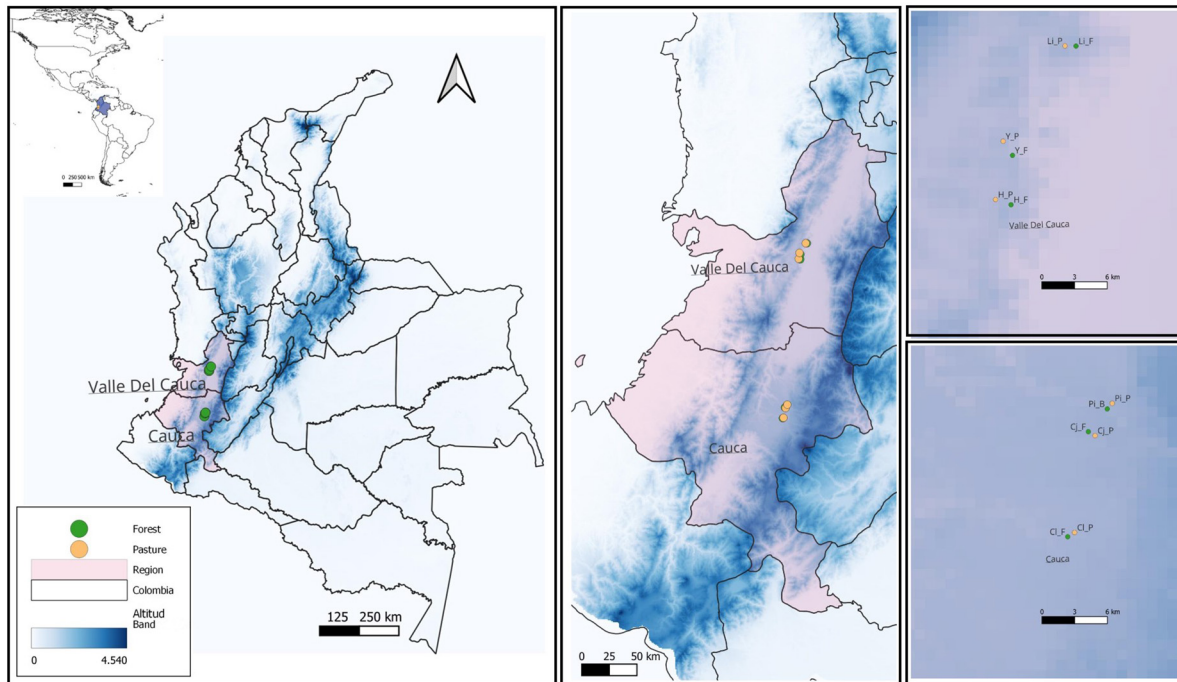 0 250 500 km
Valle Del Cauca
Cauca
Forest
Pasture
Region
Colombia
Altitud
Band
0 4.540
125 250 km
Valle Del Cauca
Cauca
0 25 50 km
Li_P Li_F
Y_P
Y_F
H_P
H_F
Valle Del Cauca
0 3 6 km
Pi_B Pi_P
Cj_F
Cj_P
Cl_F Cl_P
Cauca
0 3 6 km